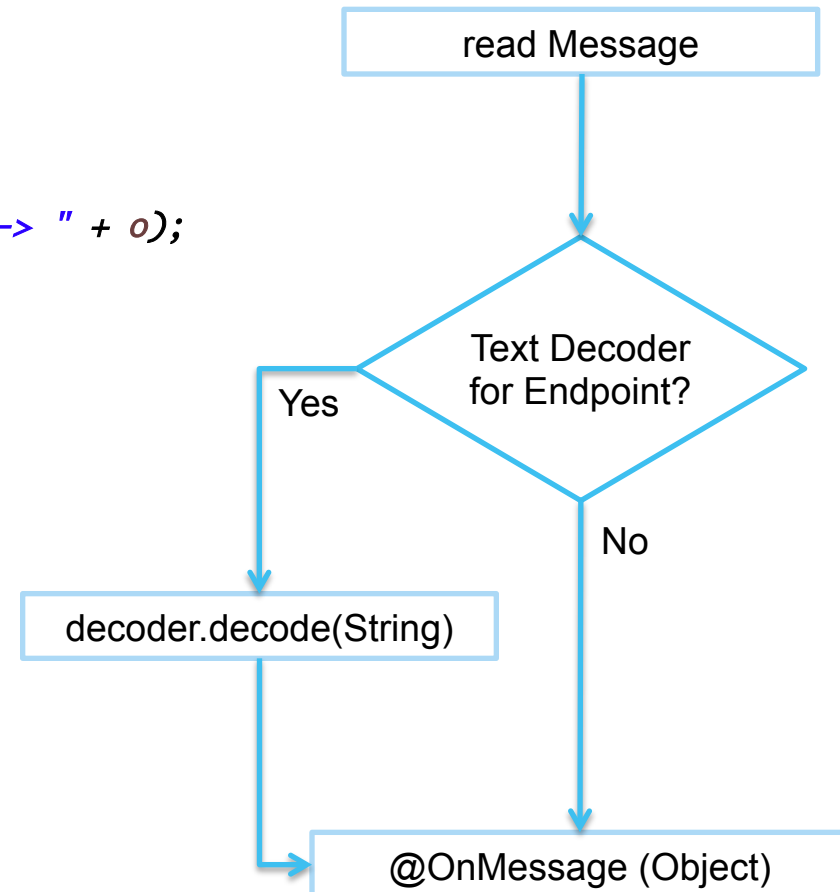 read Message
-> " + o);
Text Decoder
for Endpoint?
Yes
No
decoder.decode(String)
@OnMessage (Object)